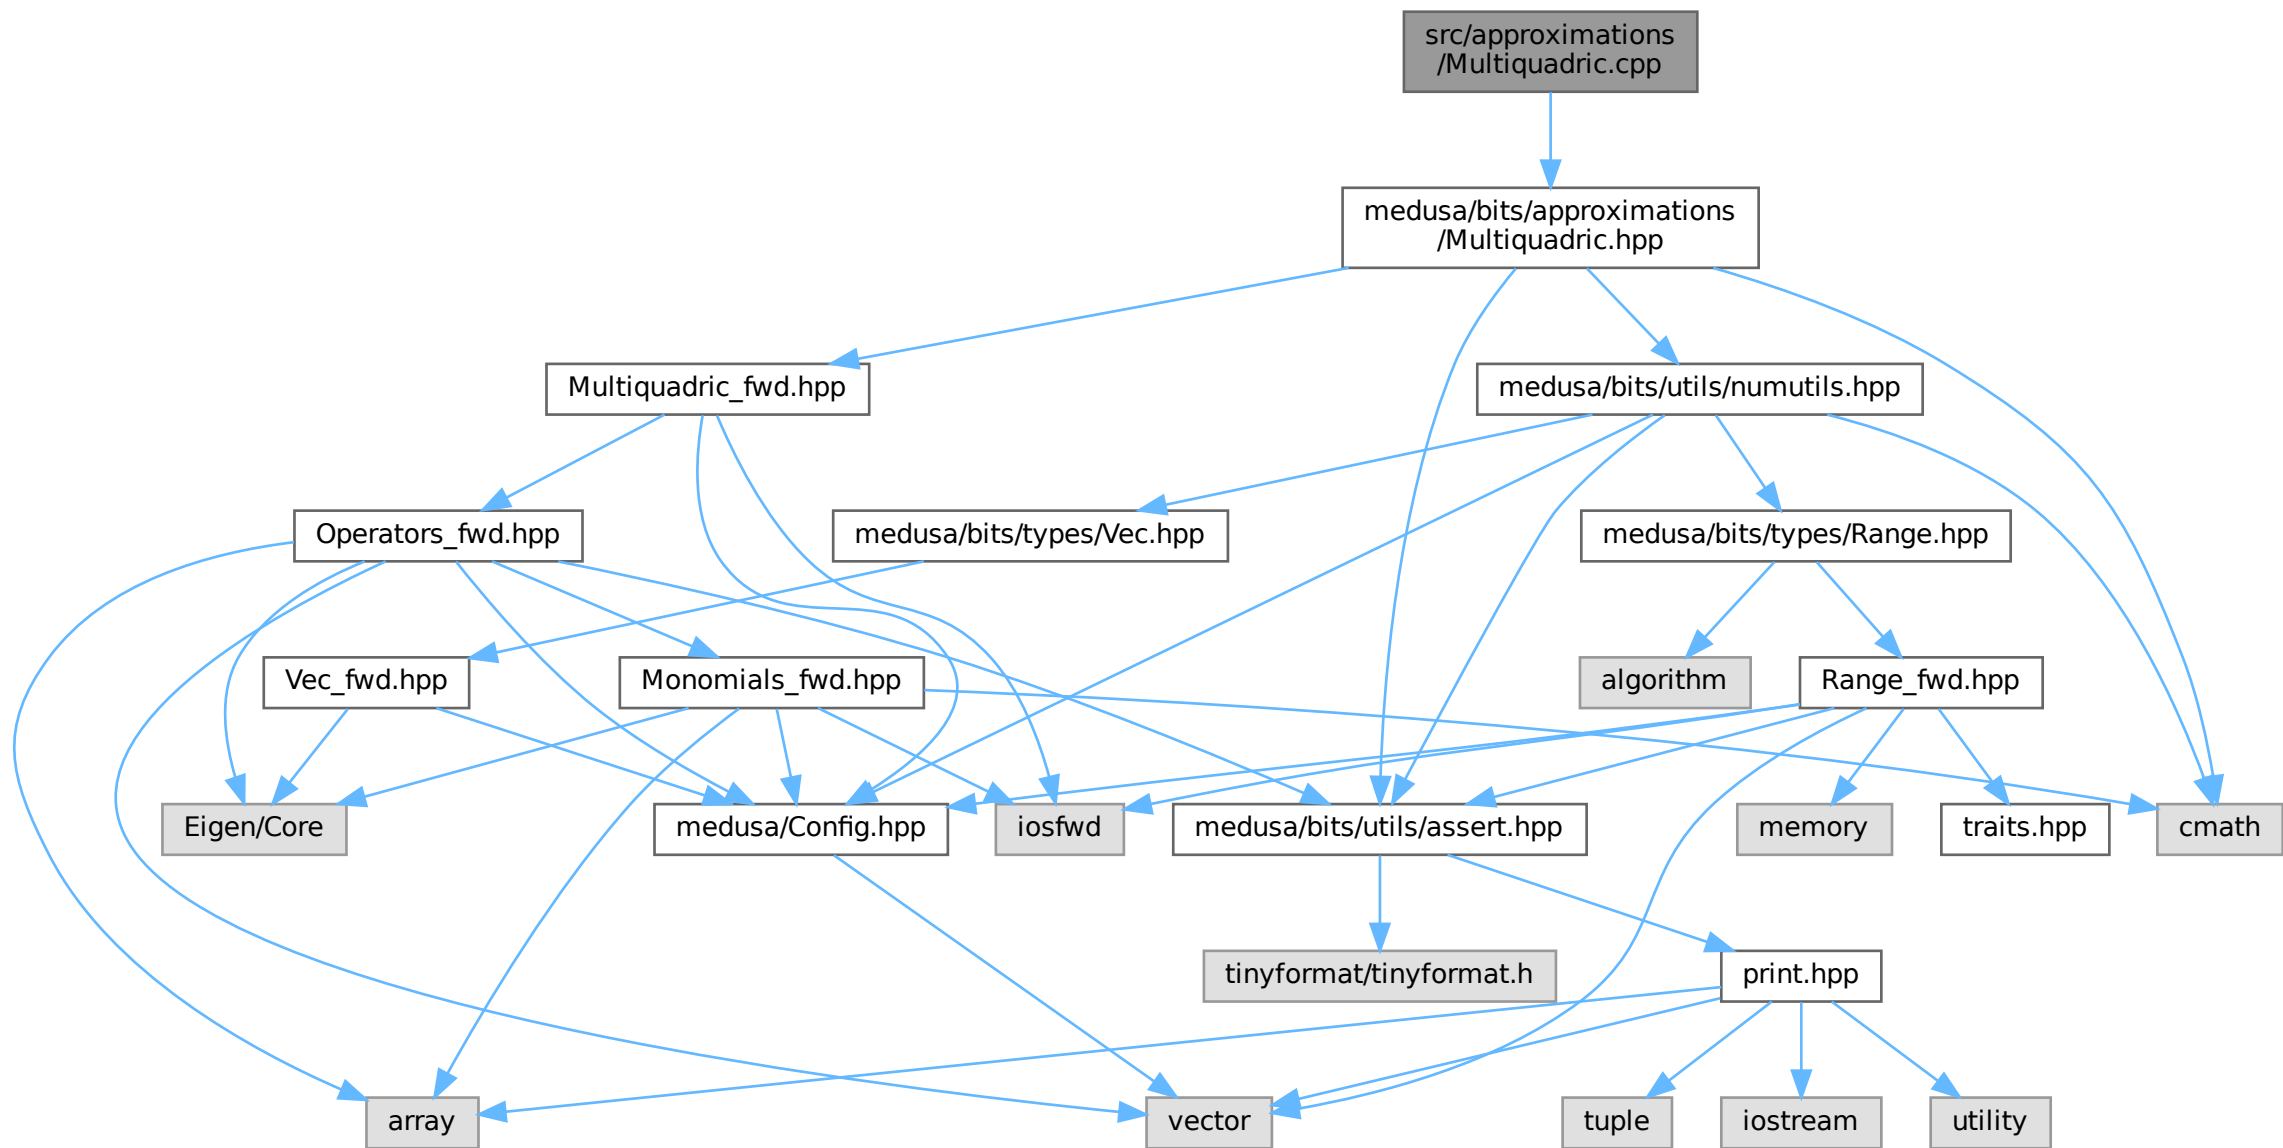 src/approximations
/Multiquadric.cpp
medusa/bits/approximations
/Multiquadric.hpp
Multiquadric_fwd.hpp
medusa/bits/utils/numutils.hpp
Operators_fwd.hpp
medusa/bits/types/Vec.hpp
medusa/bits/types/Range.hpp
Vec_fwd.hpp
Monomials_fwd.hpp
algorithm
Range_fwd.hpp
Eigen/Core
medusa/Config.hpp
iosfwd
medusa/bits/utils/assert.hpp
memory
traits.hpp
cmath
tinyformat/tinyformat.h
print.hpp
array
vector
tuple
iostream
utility